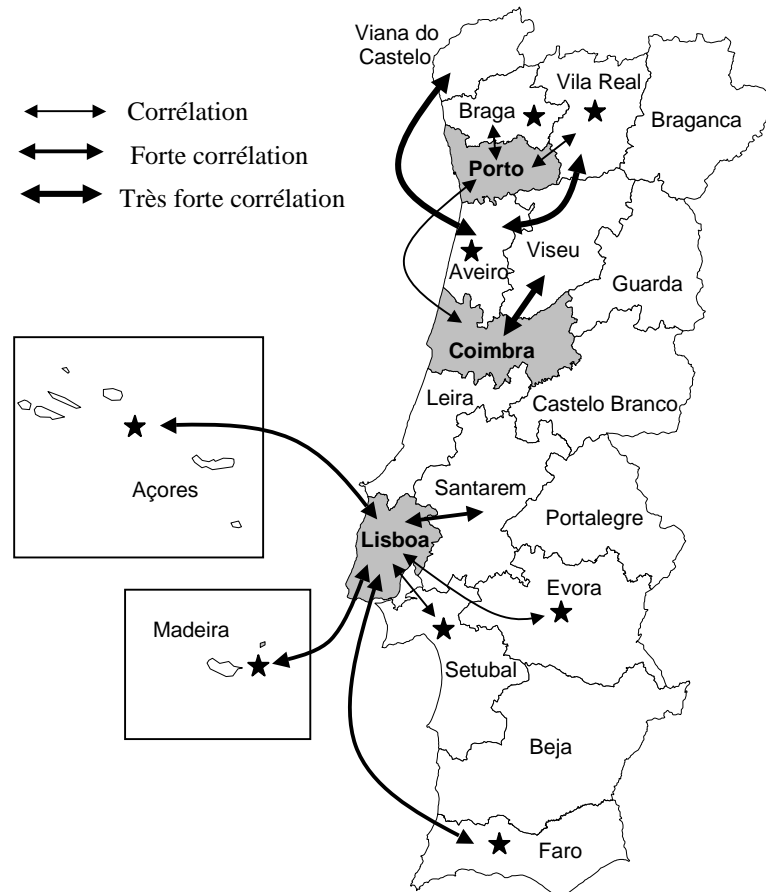 Viana do
Castelo
Vila Real
Braga
Braganca
Corrélation
Forte corrélation
Très forte corrélation
Porto
Viseu
Aveiro
Guarda
Coimbra
Leira
Castelo Branco
Açores
Santarem
Portalegre
Lisboa
Evora
Madeira
Setubal
Beja
Faro